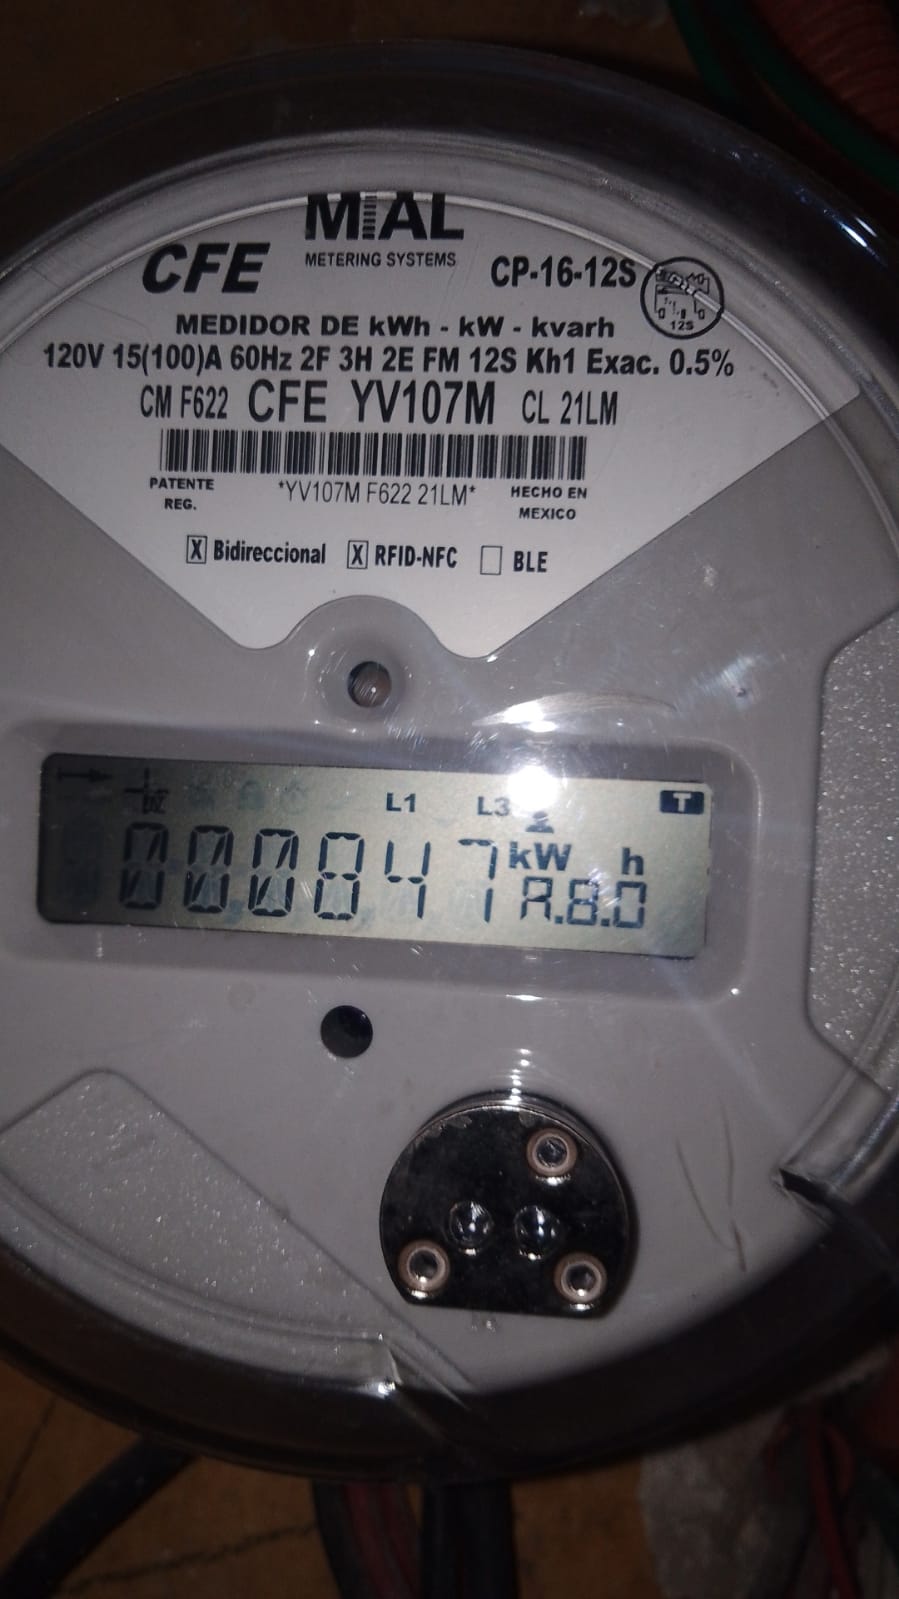 MIAL
METERING SYSTEMS
CFE
CP-16-12S
12S
MEDIDOR DE kWh - kW - kvarh
120V 15(100)A 60Hz 2F 3H 2E FM 12S Kh1 Exac. 0.5%
CM F622 CFE YV107M CL 21LM
PATENTE REG.
*YV107M F622 21LM*
HECHO EN MEXICO
X Bidireccional X RFID-NFC BLE
L1 L3 T
000847 kW h
A.8.0